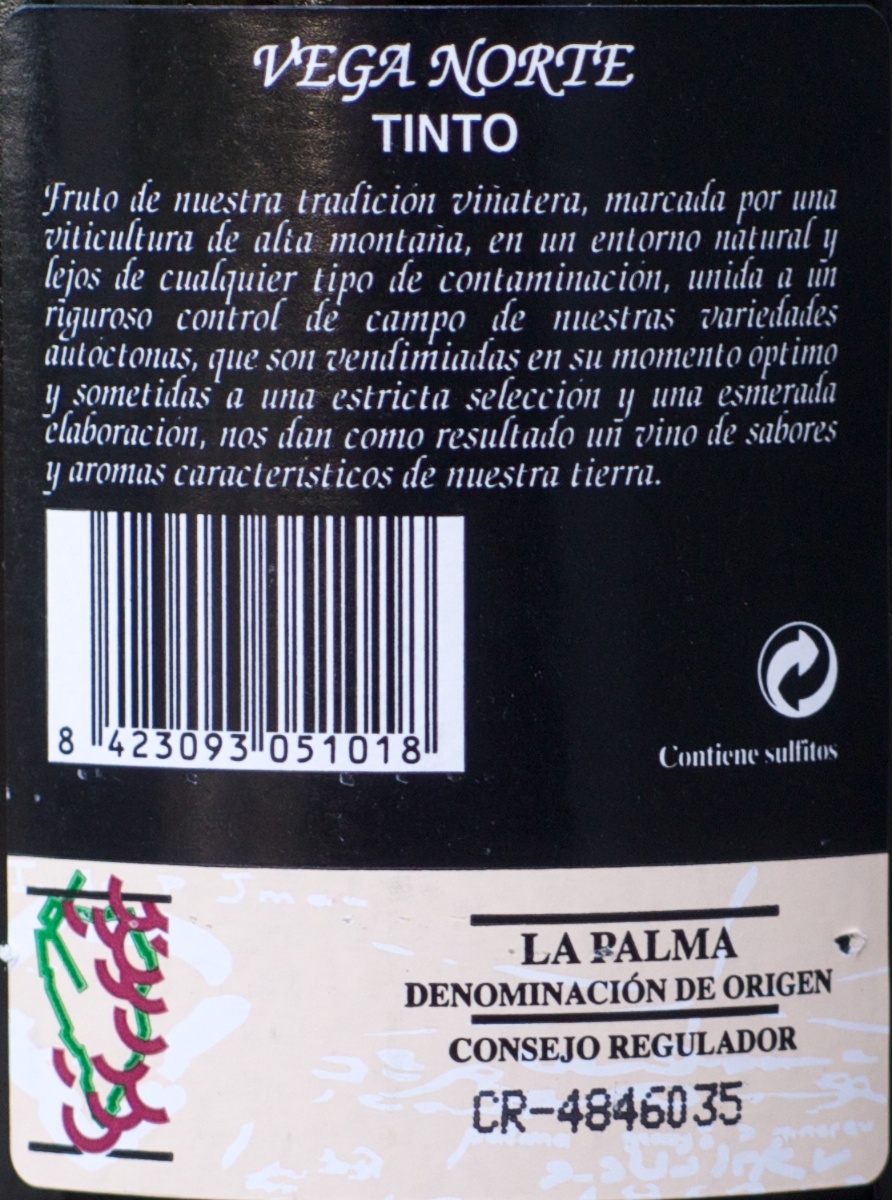 VEGA NORTE
TINTO
Fruto de nuestra tradición viñatera, marcada por una
viticultura de alta montaña, en un entorno natural y
lejos de cualquier tipo de contaminación, unida a un
riguroso control de campo de nuestras variedades
autóctonas, que son vendimiadas en su momento óptimo
y sometidas a una estricta selección y una esmerada
elaboración, nos dan como resultado un vino de sabores
y aromas característicos de nuestra tierra.
8 423093 051018
Contiene sulfitos
LA PALMA
DENOMINACIÓN DE ORIGEN
CONSEJO REGULADOR
CR-4846035